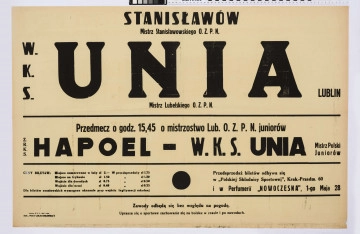 STANISŁAWÓW
Mistrz Stanisławowskiego O. Z. P. N.
W. K. S. UNIA LUBLIN
Mistrz Lubelskiego O. Z. P. N.
Przedmecz o godz. 15,45 o mistrzostwo Lub. O. Z. P. N. juniorów
HAPOEL - W. K. S. UNIA Mistrz Polski Juniorów
Przedsprzedaż biletów odbywa się
w „Polskiej Składnicy Sportowej", Krak.-Przedm.
i w Perfumerii „NOWOCZESNA", 1-go Maja 28
Zawody odbędą się bez względu na pogodę.